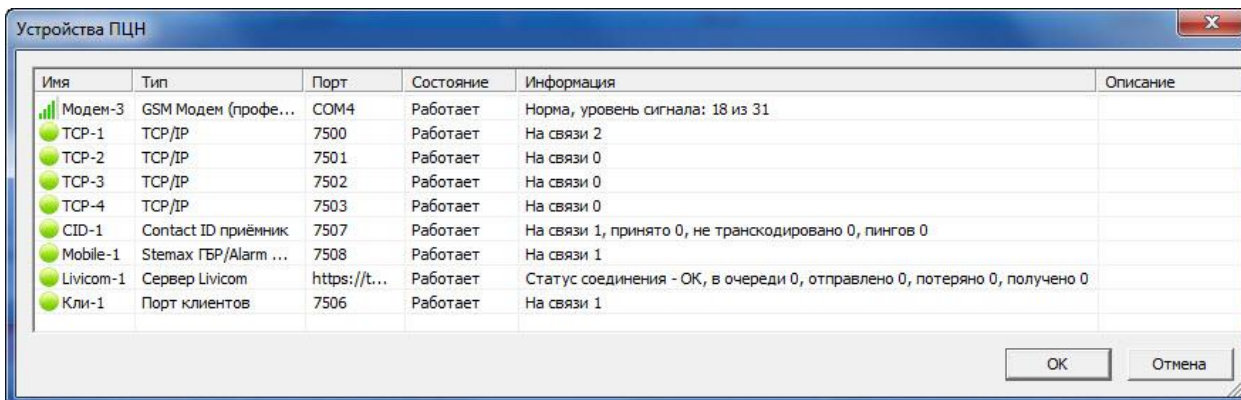 Устройства ПЦН
Имя Тип Порт Состояние Информация Описание
Модем-3 GSM Модем (профе... COM4 Работает Норма, уровень сигнала: 18 из 31
TCP-1 TCP/IP 7500 Работает На связи 2
TCP-2 TCP/IP 7501 Работает На связи 0
TCP-3 TCP/IP 7502 Работает На связи 0
TCP-4 TCP/IP 7503 Работает На связи 0
CID-1 Contact ID приёмник 7507 Работает На связи 1, принято 0, не транскодировано 0, пингов 0
Mobile-1 Stemax ГБР/Alarm ... 7508 Работает На связи 1
Livicom-1 Сервер Livicom https://t... Работает Статус соединения - ОК, в очереди 0, отправлено 0, потеряно 0, получено 0
Кли-1 Порт клиентов 7506 Работает На связи 1
ОК Отмена